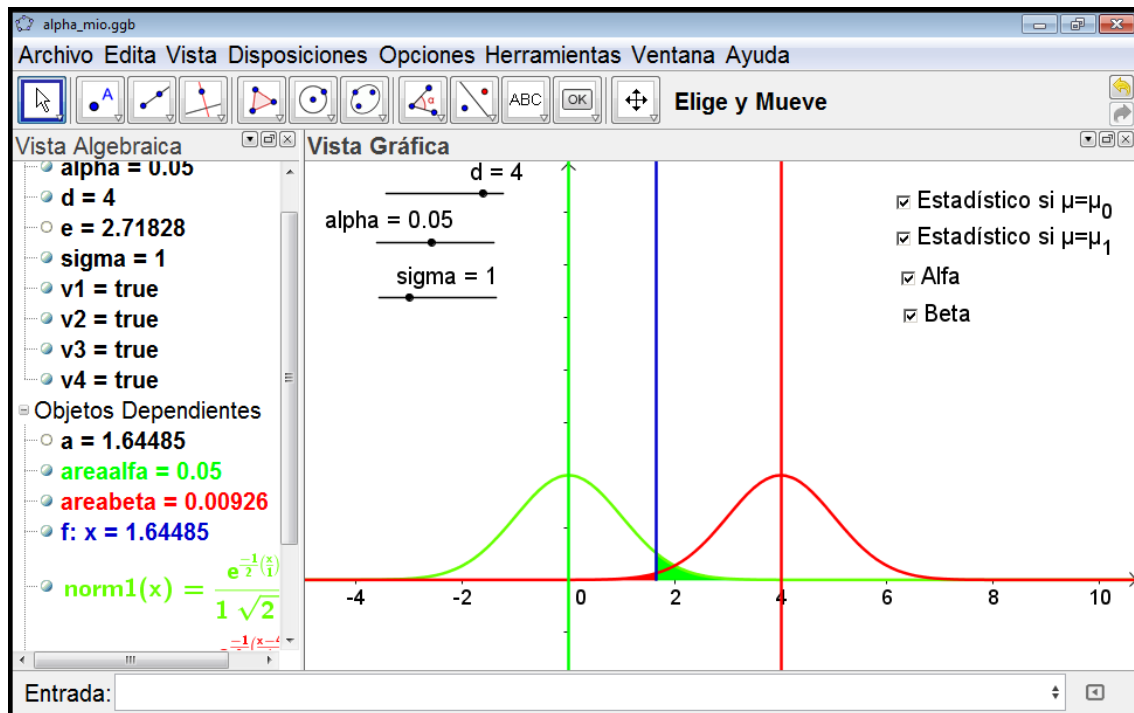 alpha_mio.ggb
Archivo Edita Vista Disposiciones Opciones Herramientas Ventana Ayuda
A
α
ABC
OK
Elige y Mueve
Vista Algebraica
Vista Gráfica
alpha = 0.05
d = 4
e = 2.71828
sigma = 1
v1 = true
v2 = true
v3 = true
v4 = true
Objetos Dependientes
a = 1.64485
areaalfa = 0.05
areabeta = 0.00926
f: x = 1.64485
norm1(x) = e^(-1/2 (x/1)) / 1 √2
d = 4
alpha = 0.05
sigma = 1
Estadístico si μ=μ0
Estadístico si μ=μ1
Alfa
Beta
-4 -2 0 2 4 6 8 10
Entrada: